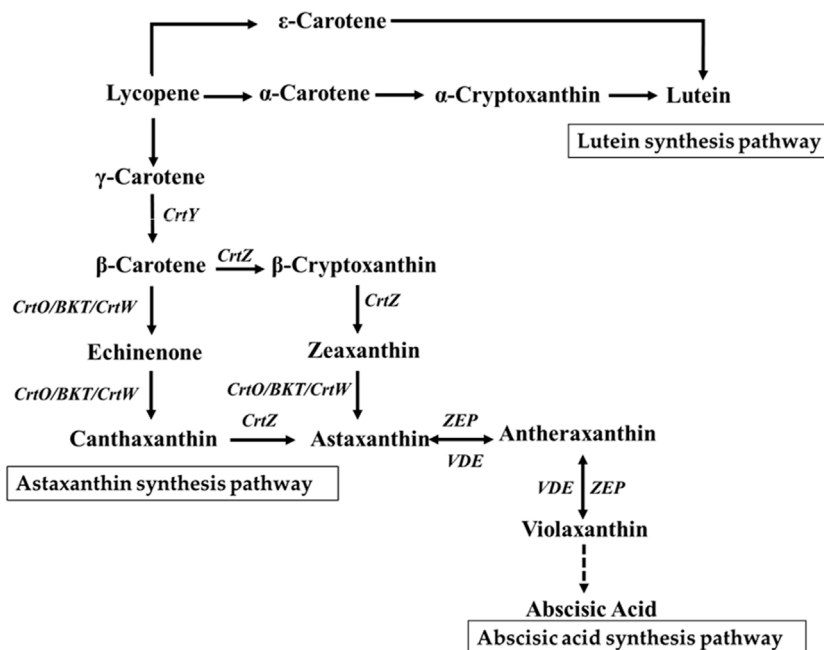 ε-Carotene
Lycopene α-Carotene α-Cryptoxanthin Lutein
Lutein synthesis pathway
γ-Carotene
CrtY
β-Carotene CrtZ β-Cryptoxanthin
CrtO/BKT/CrtW CrtZ
Echinenone Zeaxanthin
CrtO/BKT/CrtW CrtO/BKT/CrtW
Canthaxanthin CrtZ Astaxanthin ZEP Antheraxanthin
VDE
Astaxanthin synthesis pathway
VDE ZEP
Violaxanthin
Abscisic Acid
Abscisic acid synthesis pathway